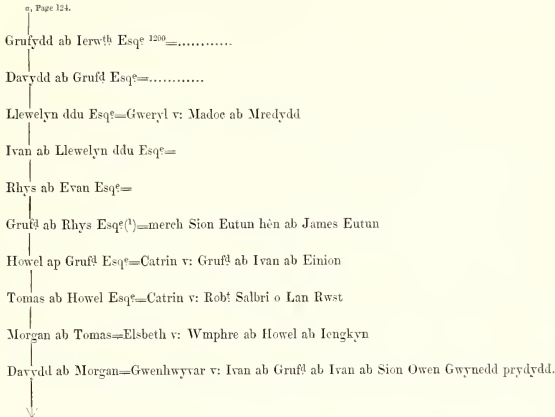 a, Page 124.
Grufydd ab Ierwth Esqe 1200=............
Davydd ab Grufd Esqe=............
Llewelyn ddu Esqe=Gweryl v: Madoc ab Mredydd
Ivan ab Llewelyn ddu Esqe=
Rhys ab Evan Esqe=
Grufd ab Rhys Esqe(1)=merch Sion Eutun hên ab James Eutun
Howel ap Grufd Esqe=Catrin v: Grufd ab Ivan ab Einion
Tomas ab Howel Esqe=Catrin v: Robt Salbri o Lan Rwst
Morgan ab Tomas=Elsbeth v: Wmphre ab Howel ab Iengkyn
Davydd ab Morgan=Gwenhwyvar v: Ivan ab Grufd ab Ivan ab Sion Owen Gwynedd prydydd.